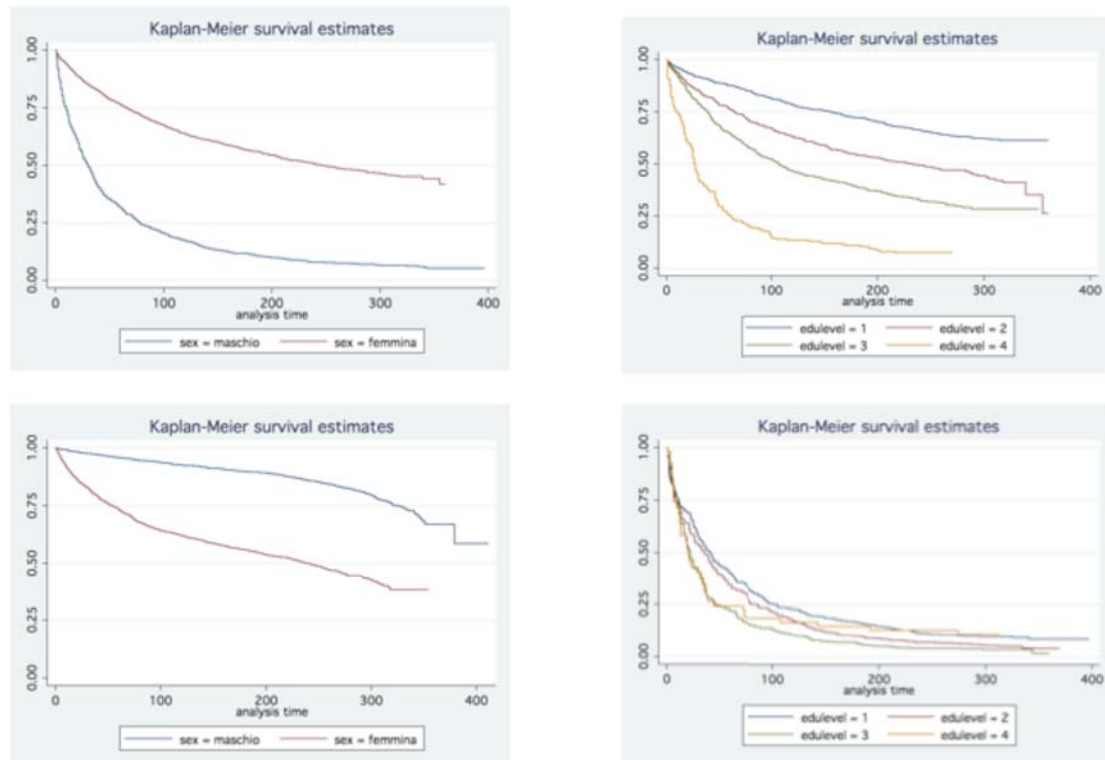 Kaplan-Meier survival estimates
1.00
0.75
0.50
0.25
0.00
0 100 200 300 400
analysis time
sex = maschio sex = femmina
Kaplan-Meier survival estimates
1.00
0.75
0.50
0.25
0.00
0 100 200 300 400
analysis time
edulevel = 1 edulevel = 2
edulevel = 3 edulevel = 4
Kaplan-Meier survival estimates
1.00
0.75
0.50
0.25
0.00
0 100 200 300 400
analysis time
sex = maschio sex = femmina
Kaplan-Meier survival estimates
1.00
0.75
0.50
0.25
0.00
0 100 200 300 400
analysis time
edulevel = 1 edulevel = 2
edulevel = 3 edulevel = 4